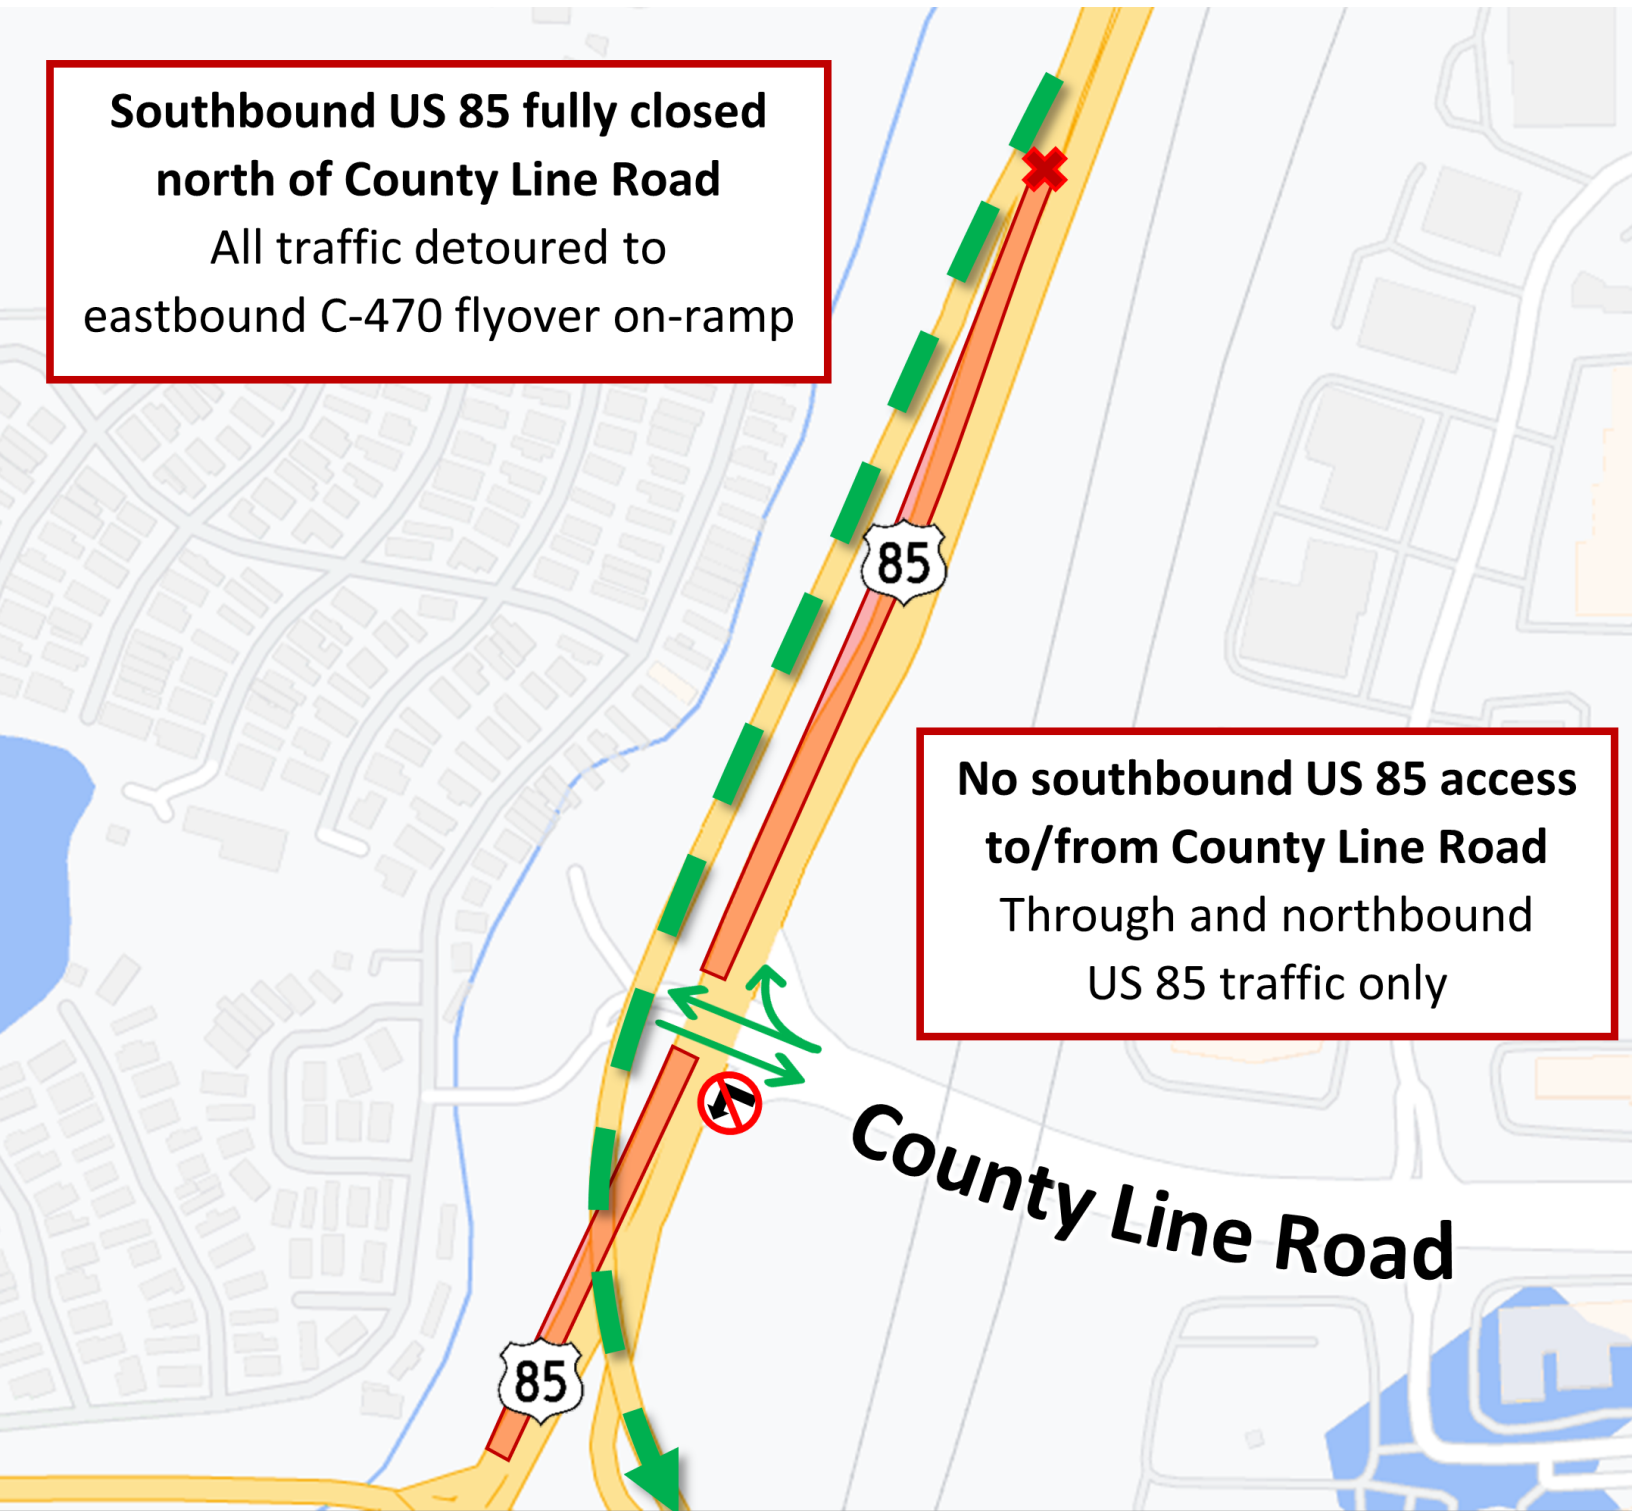 Southbound US 85 fully closed
north of County Line Road
All traffic detoured to
eastbound C-470 flyover on-ramp
85
No southbound US 85 access
to/from County Line Road
Through and northbound
US 85 traffic only
County Line Road
85